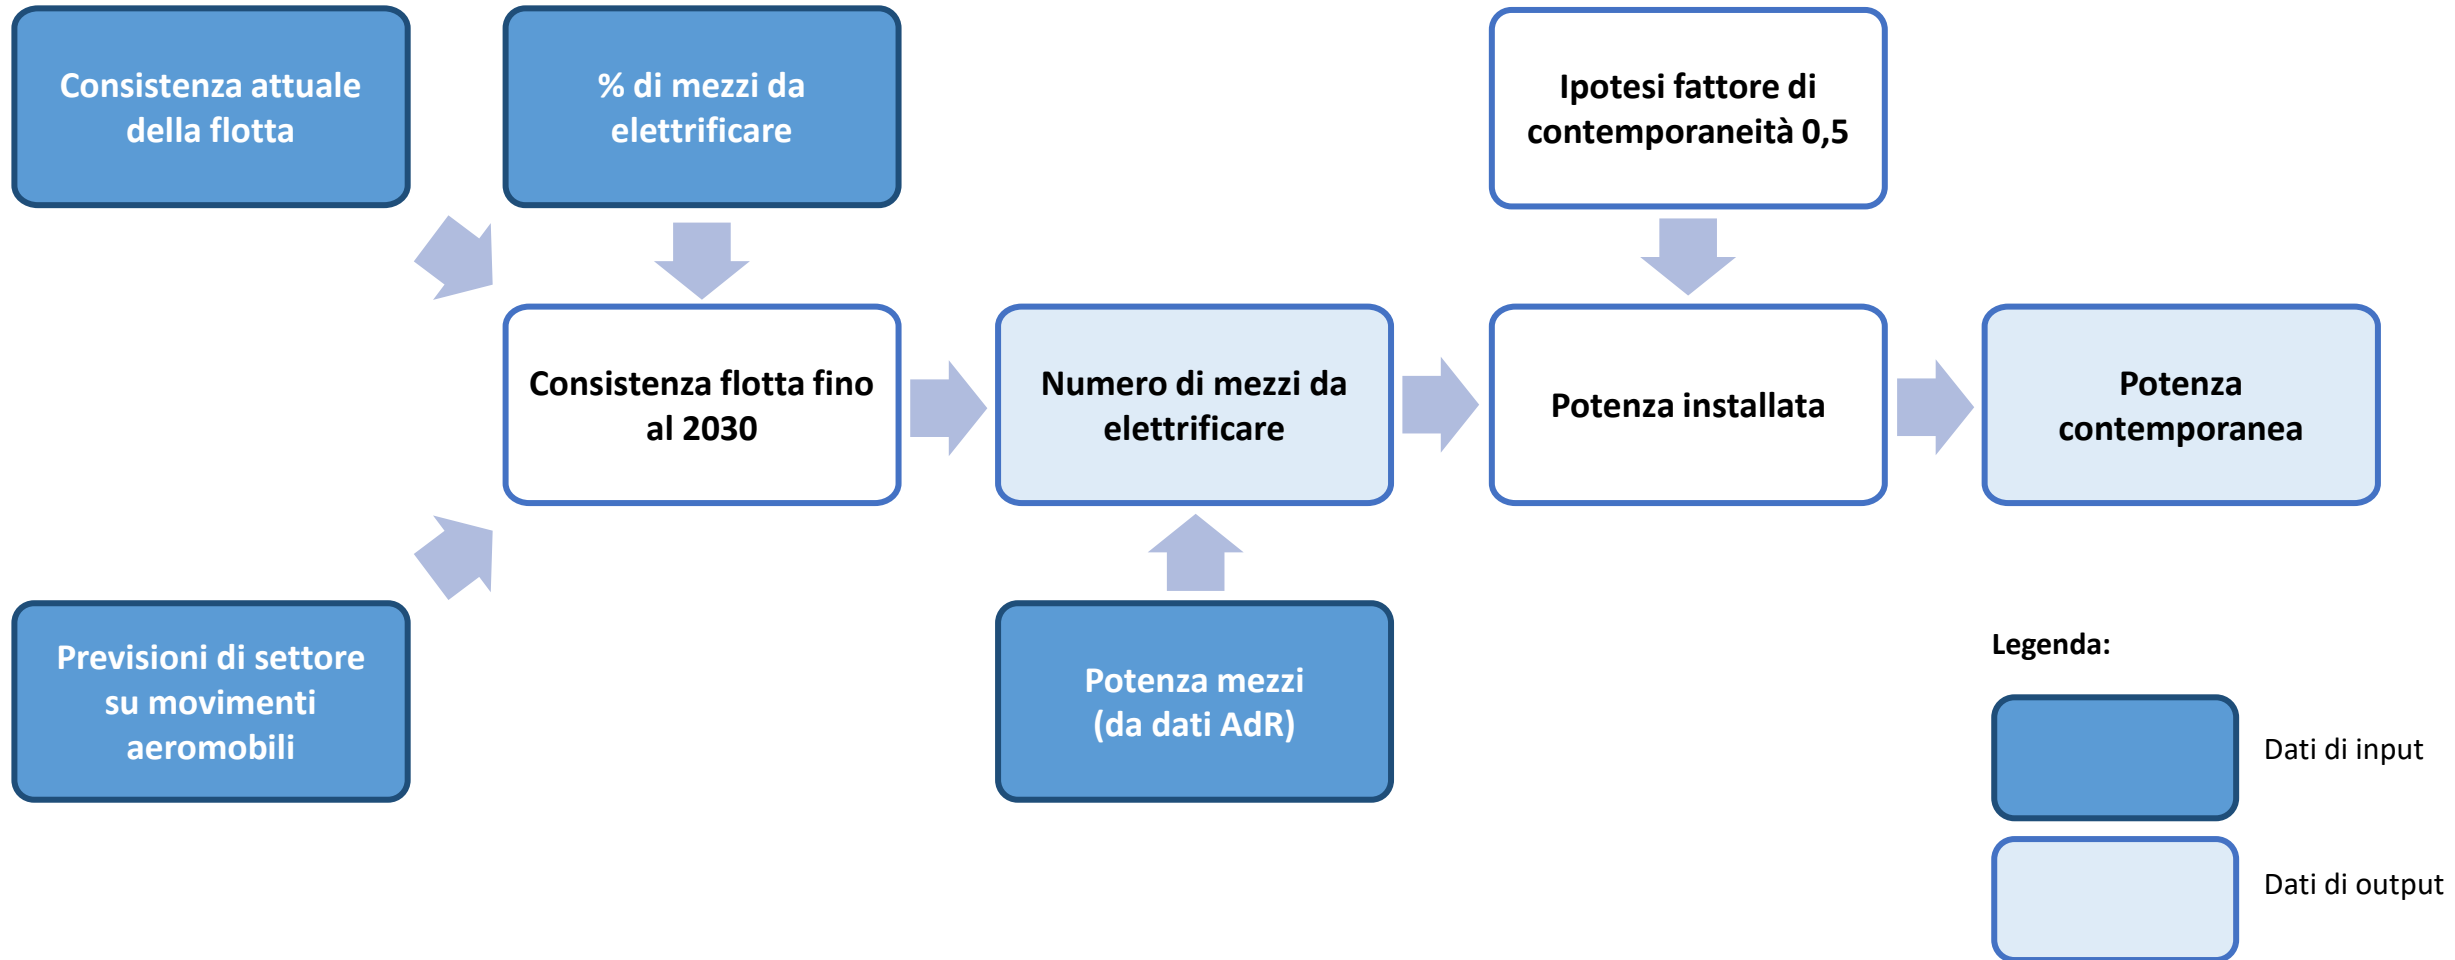 Consistenza attuale
della flotta
% di mezzi da
elettrificare
Ipotesi fattore di
contemporaneità 0,5
Consistenza flotta fino
al 2030
Numero di mezzi da
elettrificare
Potenza installata
Potenza
contemporanea
Previsioni di settore
su movimenti
aeromobili
Potenza mezzi
(da dati AdR)
Legenda:
Dati di input
Dati di output